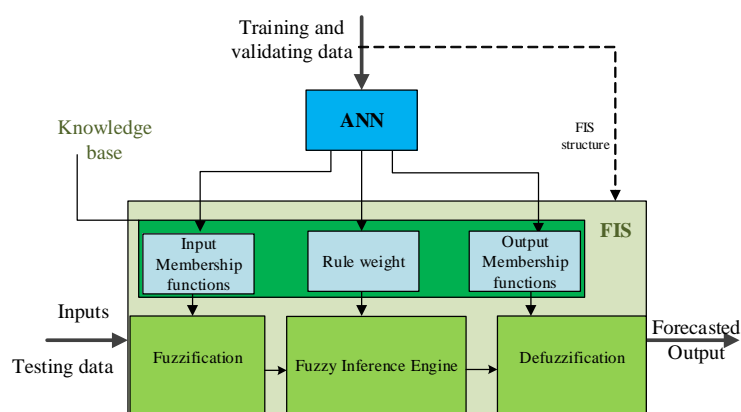 Training and
validating data
ANN
Knowledge
base
FIS
structure
FIS
Input
Membership
functions
Rule weight
Output
Membership
functions
Inputs
Testing data
Fuzzification
Fuzzy Inference Engine
Defuzzification
Forecasted
Output